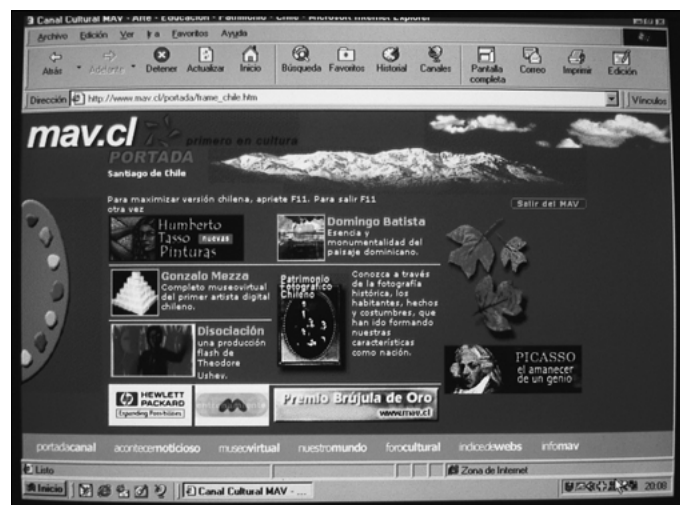 Canal Cultural MAV - Arte - Educación - Patrimonio - Chile - Microsoft Internet Explorer
Archivo Edición Ver Ir a Favoritos Ayuda
Atrás Adelante Detener Actualizar Inicio Búsqueda Favoritos Historial Canales Pantalla completa Correo Imprimir Edición
Dirección http://www.mav.cl/portada/frame_chile.htm Vínculos
mav.cl primero en cultura
PORTADA
Santiago de Chile
Para maximizar versión chilena, apriete F11. Para salir F11
otra vez
Salir del MAV
Humberto
Tasso nuevas
Pinturas
Domingo Batista
Esencia y
monumentalidad del
paisaje dominicano.
Gonzalo Mezza
Completo museovirtual
del primer artista digital
chileno.
Patrimonio
Fotográfico
Chileno
Conozca a través
de la fotografía
histórica, los
habitantes, hechos
y costumbres, que
han ido formando
nuestras
características
como nación.
Disociación
una producción
flash de
Theodore
Ushev.
PICASSO
el amanecer
de un genio
hp HEWLETT
PACKARD
Expanding Possibilities
Premio Brújula de Oro
www.mav.cl
portadacanal acontecernoticioso museovirtual nuestromundo forocultural indicedewebs infomav
Listo Zona de Internet
Inicio Canal Cultural MAV - ... 20:08